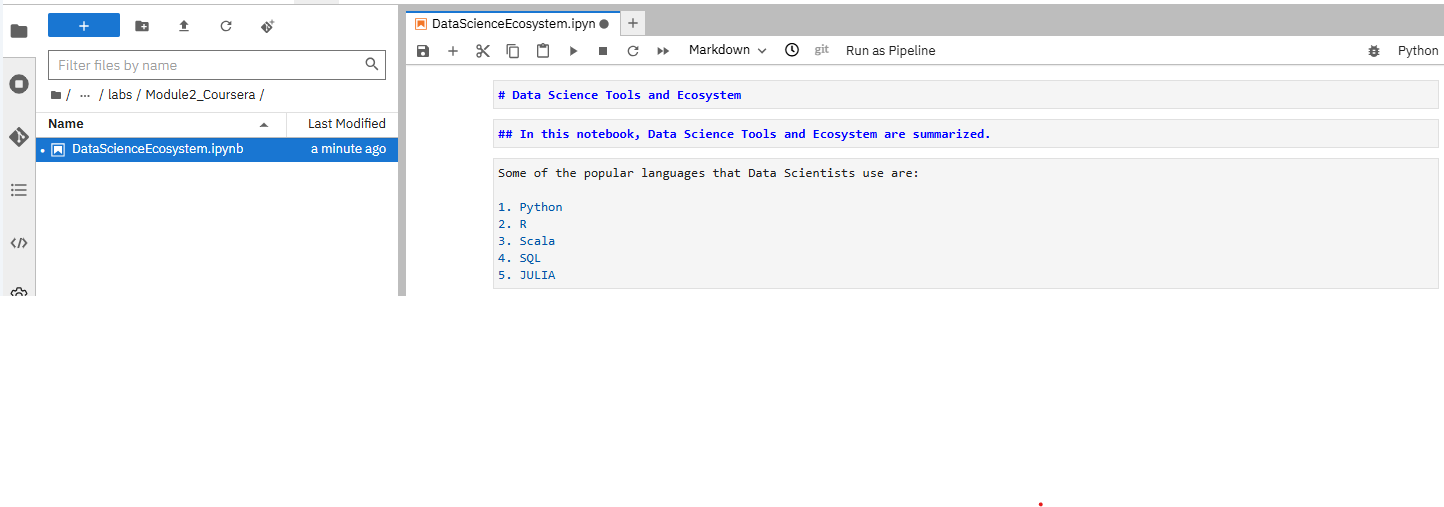 DataScienceEcosystem.ipyn
Markdown
git
Run as Pipeline
Python
Filter files by name
/ ... / labs / Module2_Coursera /
Name Last Modified
DataScienceEcosystem.ipynb a minute ago
# Data Science Tools and Ecosystem
## In this notebook, Data Science Tools and Ecosystem are summarized.
Some of the popular languages that Data Scientists use are:
1. Python
2. R
3. Scala
4. SQL
5. JULIA